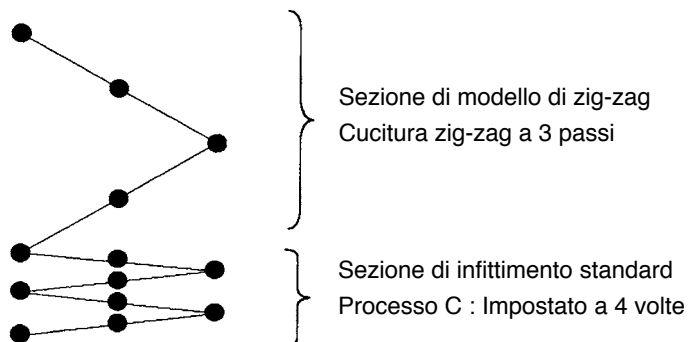 Sezione di modello di zig-zag
Cucitura zig-zag a 3 passi
Sezione di infittimento standard
Processo C : Impostato a 4 volte